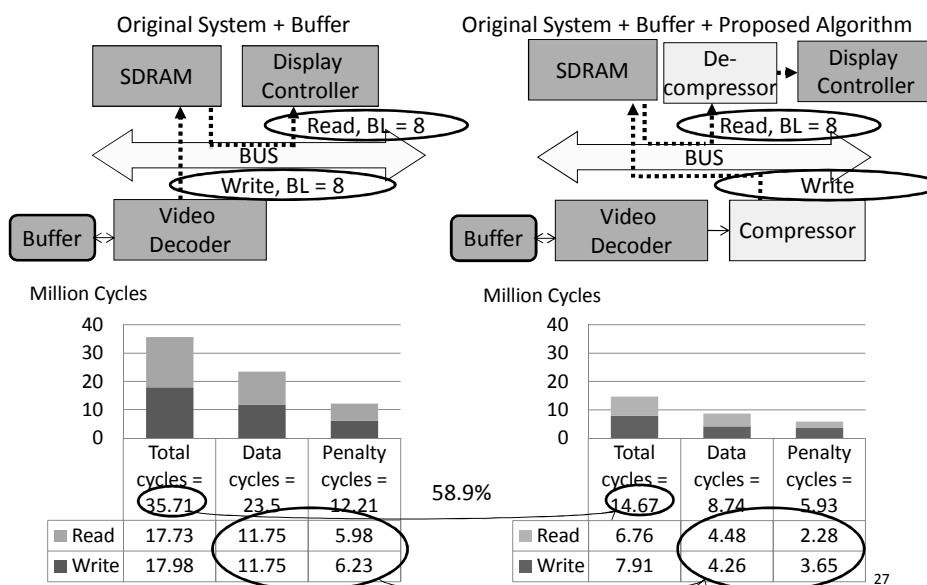 Original System + Buffer
SDRAM
Display
Controller
Read, BL = 8
BUS
Write, BL = 8
Buffer
Video
Decoder
Original System + Buffer + Proposed Algorithm
SDRAM
De-
compressor
Display
Controller
Read, BL = 8
BUS
Write
Buffer
Video
Decoder
Compressor
Million Cycles
40
30
20
10
0
Total
cycles =
35.71
Data
cycles =
23.5
Penalty
cycles =
12.21
Read 17.73 11.75 5.98
Write 17.98 11.75 6.23
58.9%
Million Cycles
40
30
20
10
0
Total
cycles =
14.67
Data
cycles =
8.74
Penalty
cycles =
5.93
Read 6.76 4.48 2.28
Write 7.91 4.26 3.65
27